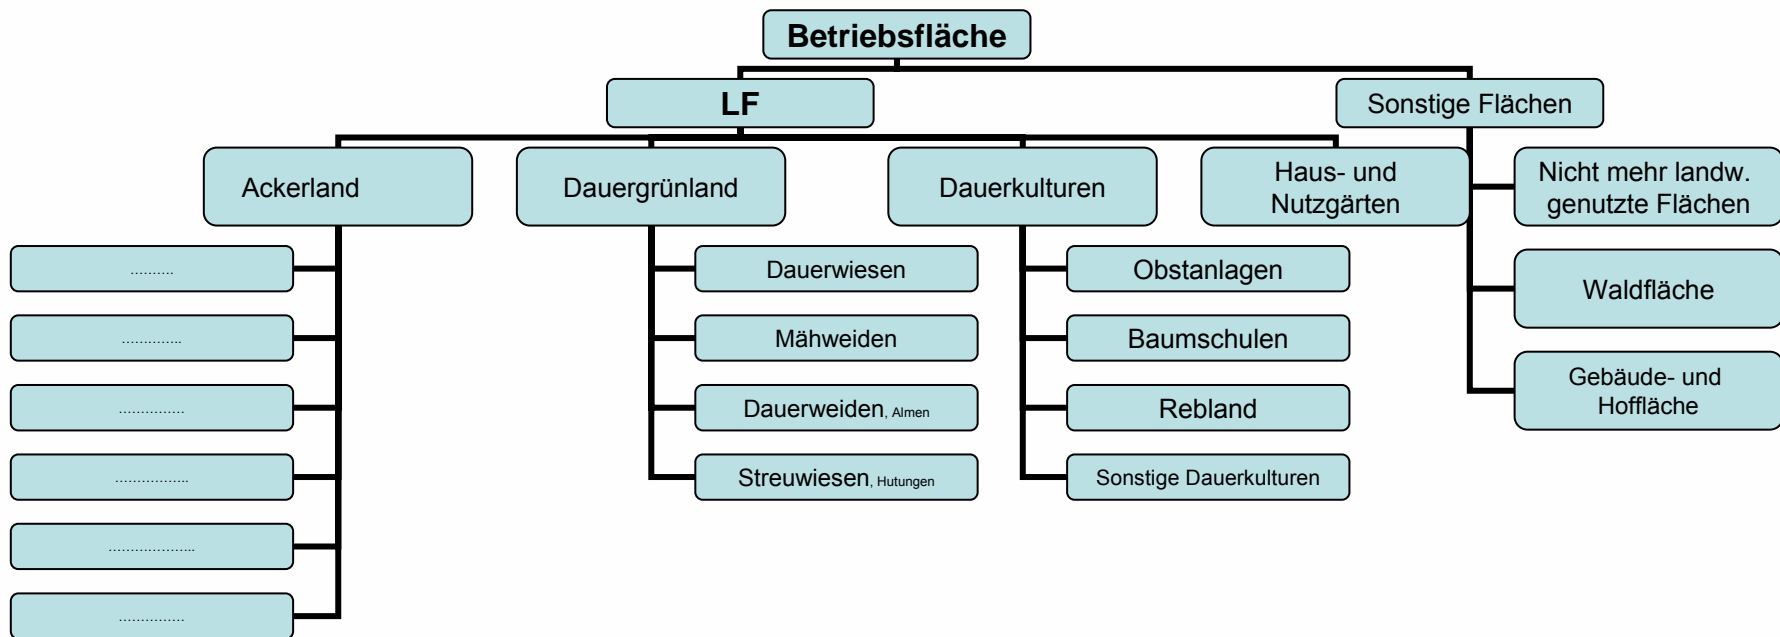 Betriebsfläche
LF
Sonstige Flächen
Ackerland
Dauergrünland
Dauerkulturen
Haus- und
Nutzgärten
Nicht mehr landw.
genutzte Flächen
..........
Dauerwiesen
Obstanlagen
Waldfläche
..............
Mähweiden
Baumschulen
...............
Dauerweiden, Almen
Rebland
Gebäude- und
Hoffläche
.................
Streuwiesen, Hutungen
Sonstige Dauerkulturen
....................
...............